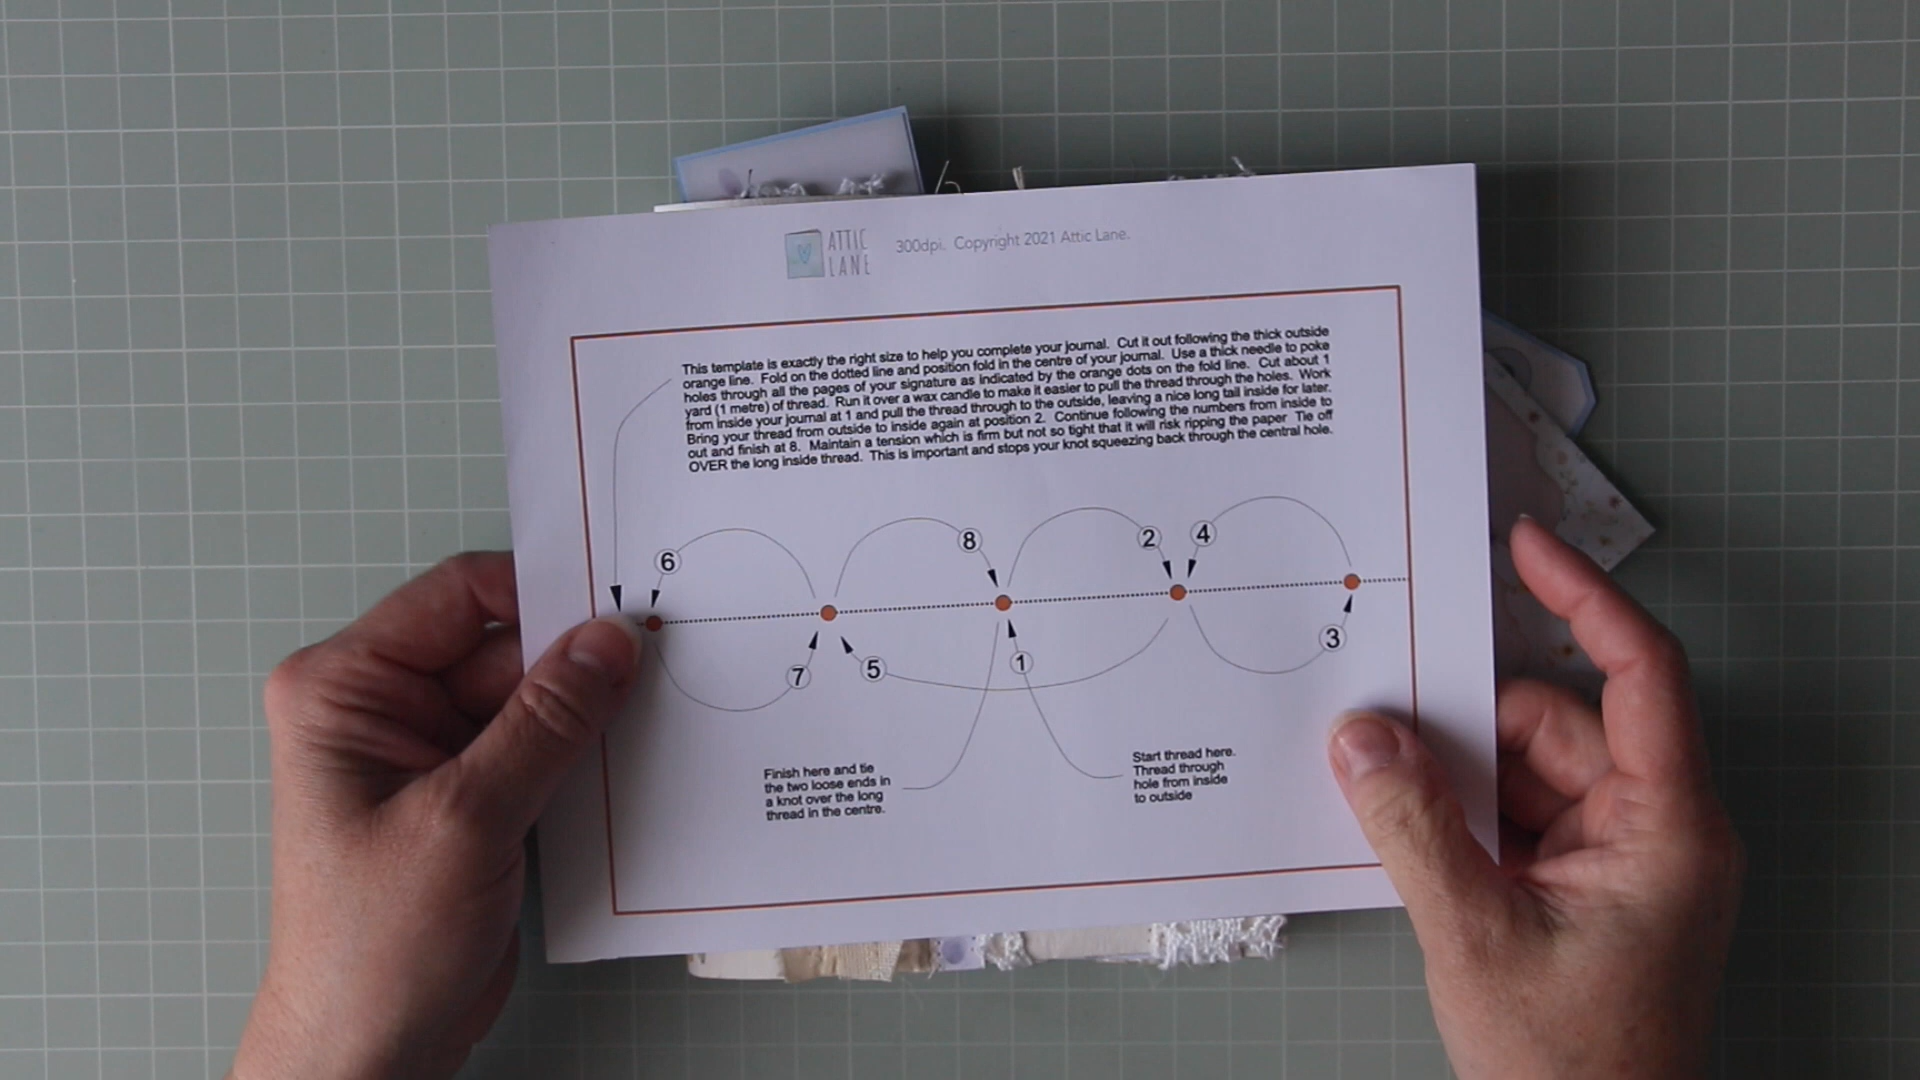 ATTIC
LANE
300dpi. Copyright 2021 Attic Lane.
This template is exactly the right size to help you complete your journal. Cut it out following the thick outside
orange line. Fold on the dotted line and position fold in the centre of your journal. Use a thick needle to poke
holes through all the pages of your signature as indicated by the orange dots on the fold line. Cut about 1
yard (1 metre) of thread. Run it over a wax candle to make it easier to pull the thread through the holes. Work
from inside your journal at 1 and pull the thread through to the outside, leaving a nice long tail inside for later.
Bring your thread from outside to inside again at position 2. Continue following the numbers from inside to
out and finish at 8. Maintain a tension which is firm but not so tight that it will risk ripping the paper Tie off
OVER the long inside thread. This is important and stops your knot squeezing back through the central hole.
6
8
2
4
7
5
1
3
Finish here and tie
the two loose ends in
a knot over the long
thread in the centre.
Start thread here.
Thread through
hole from inside
to outside